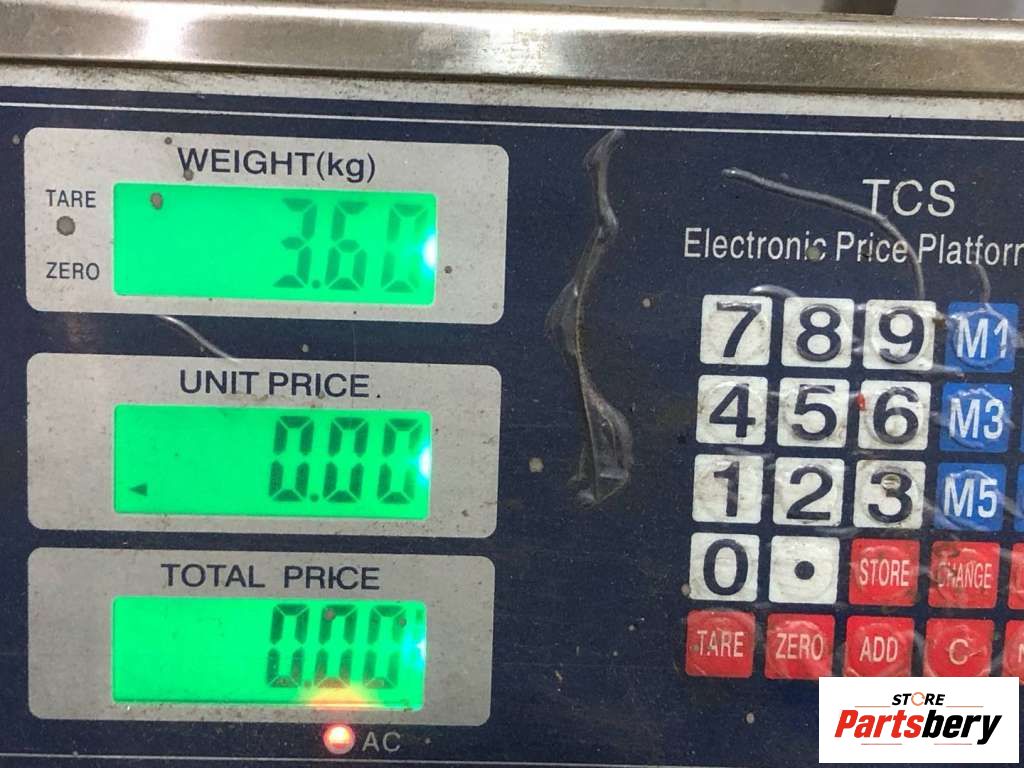 WEIGHT(kg)
TARE
ZERO
3.60
UNIT PRICE
0.00
TOTAL PRICE
0.00
AC
TCS
Electronic Price Platform
7 8 9 M1
4 5 6 M3
1 2 3 M5
0 . STORE CHANGE
TARE ZERO ADD C
STORE
Partsbery